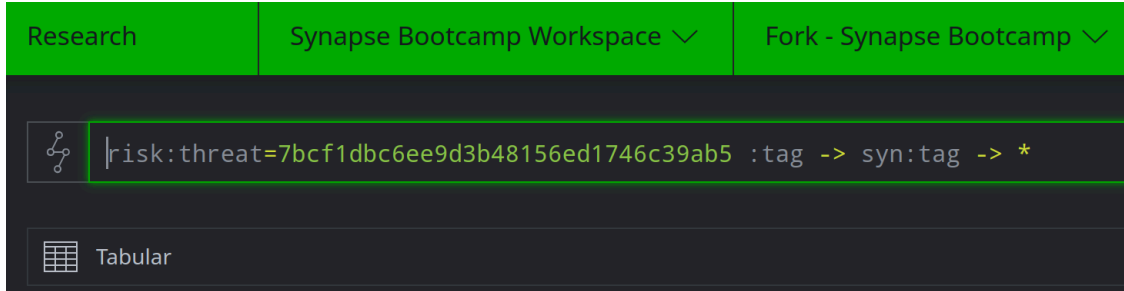 Research Synapse Bootcamp Workspace Fork - Synapse Bootcamp
risk:threat=7bcf1dbc6ee9d3b48156ed1746c39ab5 :tag -> syn:tag -> *
Tabular